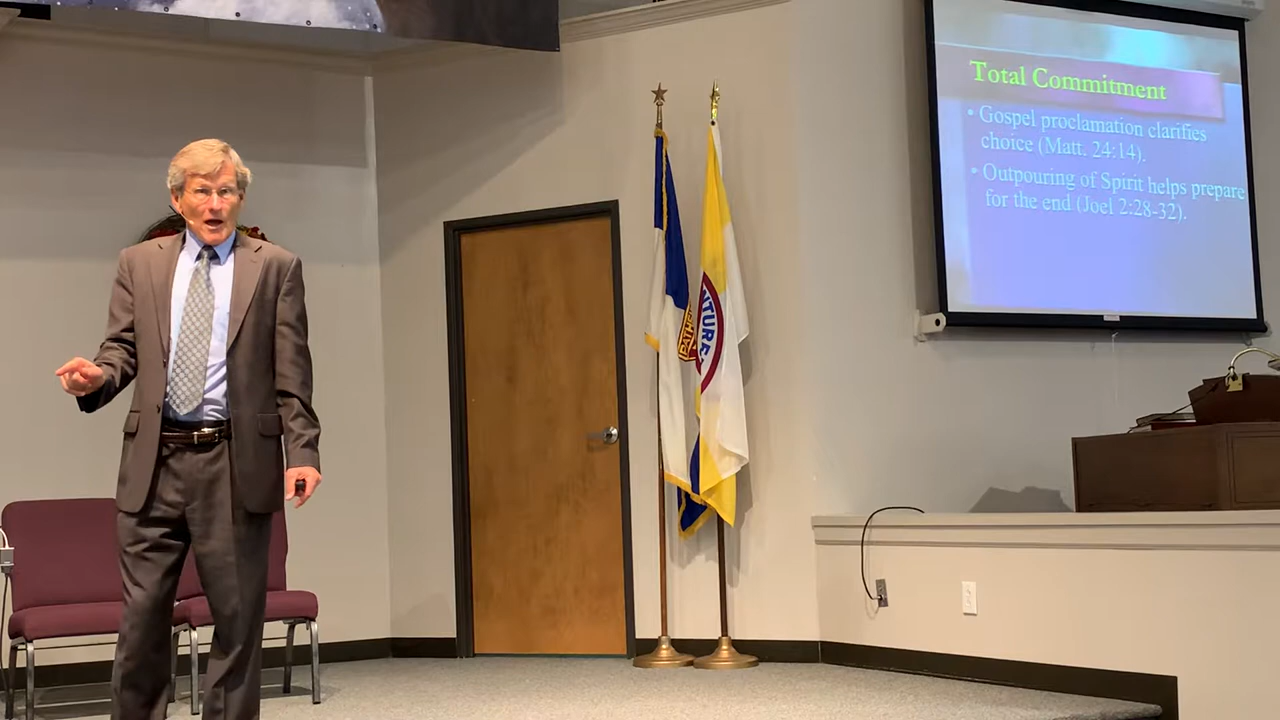 Total Commitment
• Gospel proclamation clarifies
choice (Matt. 24:14).
• Outpouring of Spirit helps prepare
for the end (Joel 2:28-32).